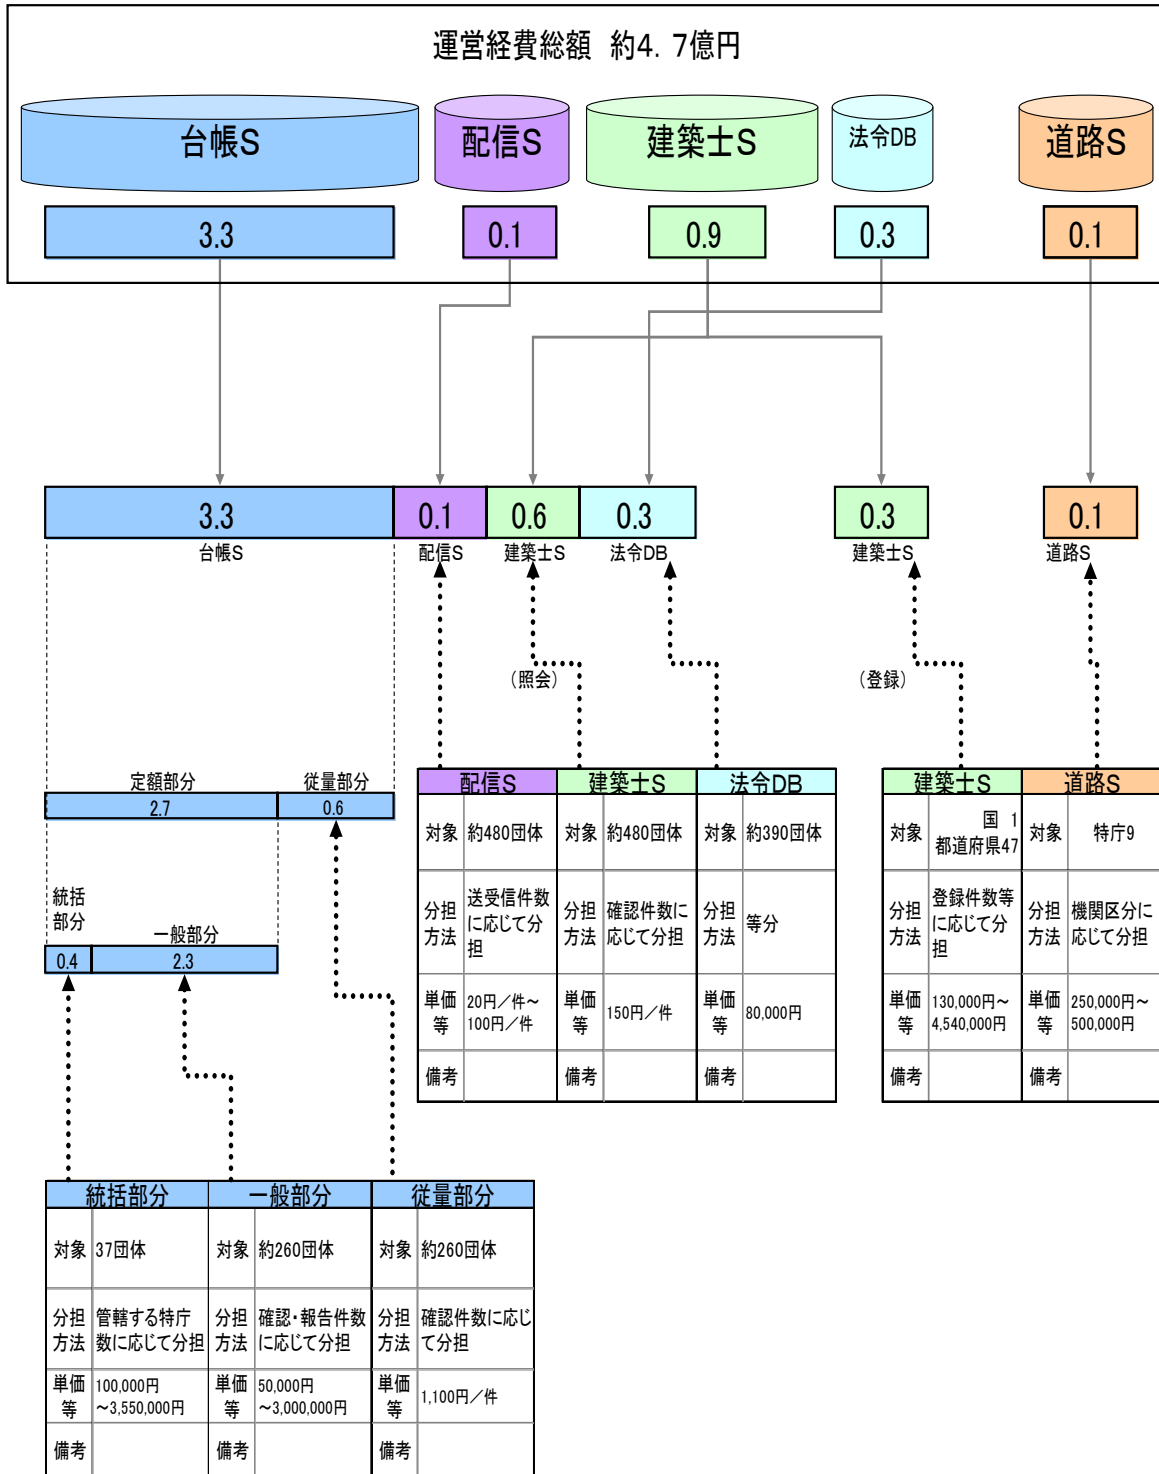 運営経費総額 約4．7億円
台帳S
配信S
建築士S
法令DB
道路S
3.3
0.1
0.9
0.3
0.1
3.3
0.1
0.6
0.3
0.3
0.1
台帳S
配信S
建築士S
法令DB
建築士S
道路S
（照会）
（登録）
定額部分
従量部分
2.7
0.6
統括
部分
一般部分
0.4
2.3
配信S
対象
約480団体
分担
方法
送受信件数
に応じて分
担
単価
等
20円／件～
100円／件
備考
建築士S
対象
約480団体
分担
方法
確認件数に
応じて分担
単価
等
150円／件
備考
法令DB
対象
約390団体
分担
方法
等分
単価
等
80,000円
備考
建築士S
対象
国 1
都道府県47
分担
方法
登録件数等
に応じて分
担
単価
等
130,000円～
4,540,000円
備考
道路S
対象
特庁9
分担
方法
機関区分に
応じて分担
単価
等
250,000円～
500,000円
備考
統括部分
対象
37団体
分担
方法
管轄する特庁
数に応じて分担
単価
等
100,000円
～3,550,000円
備考
一般部分
対象
約260団体
分担
方法
確認・報告件数
に応じて分担
単価
等
50,000円
～3,000,000円
備考
従量部分
対象
約260団体
分担
方法
確認件数に応じ
て分担
単価
等
1,100円／件
備考